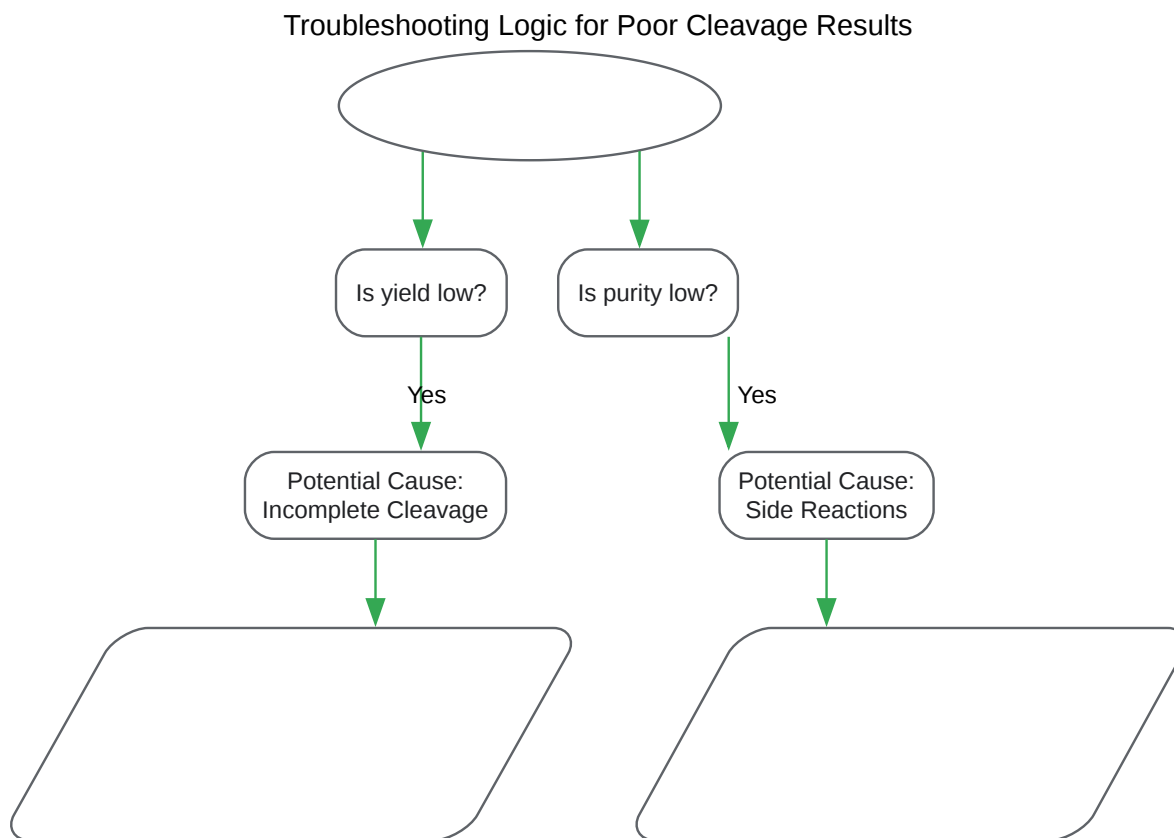 Troubleshooting Logic for Poor Cleavage Results
Is yield low?
Is purity low?
Yes
Yes
Potential Cause:
Incomplete Cleavage
Potential Cause:
Side Reactions